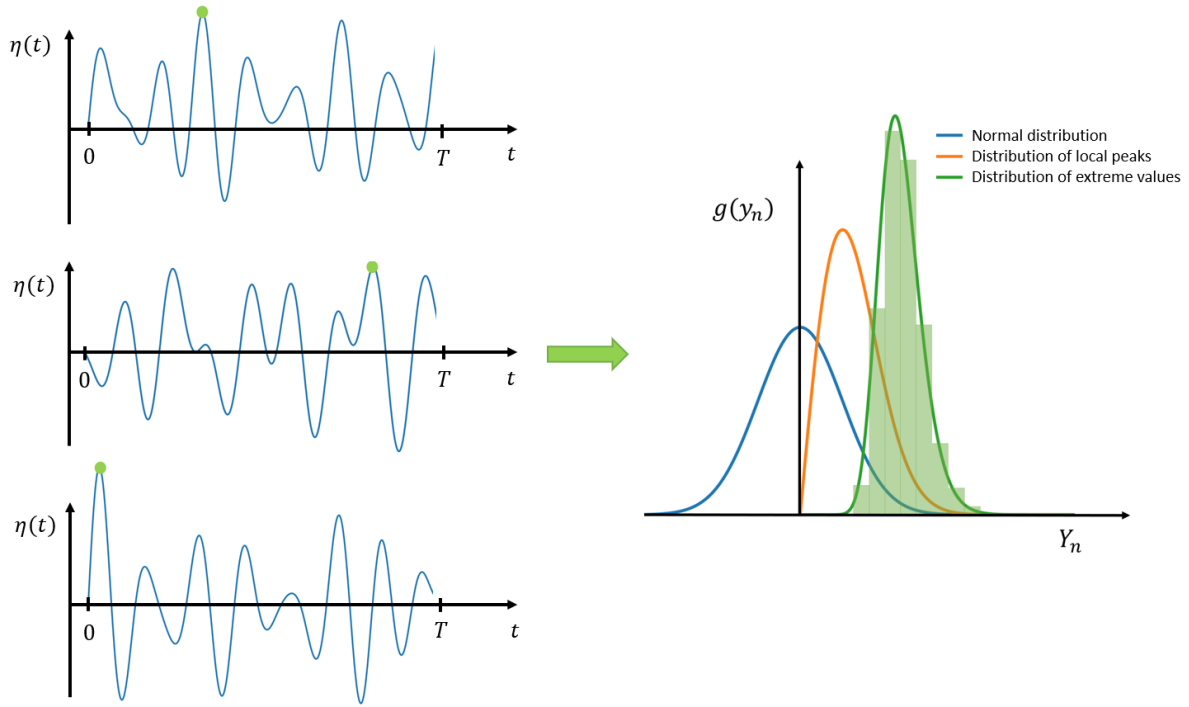 η(t)
0
T
t
η(t)
0
T
t
η(t)
0
T
t
Normal distribution
Distribution of local peaks
Distribution of extreme values
g(yₙ)
Yₙ